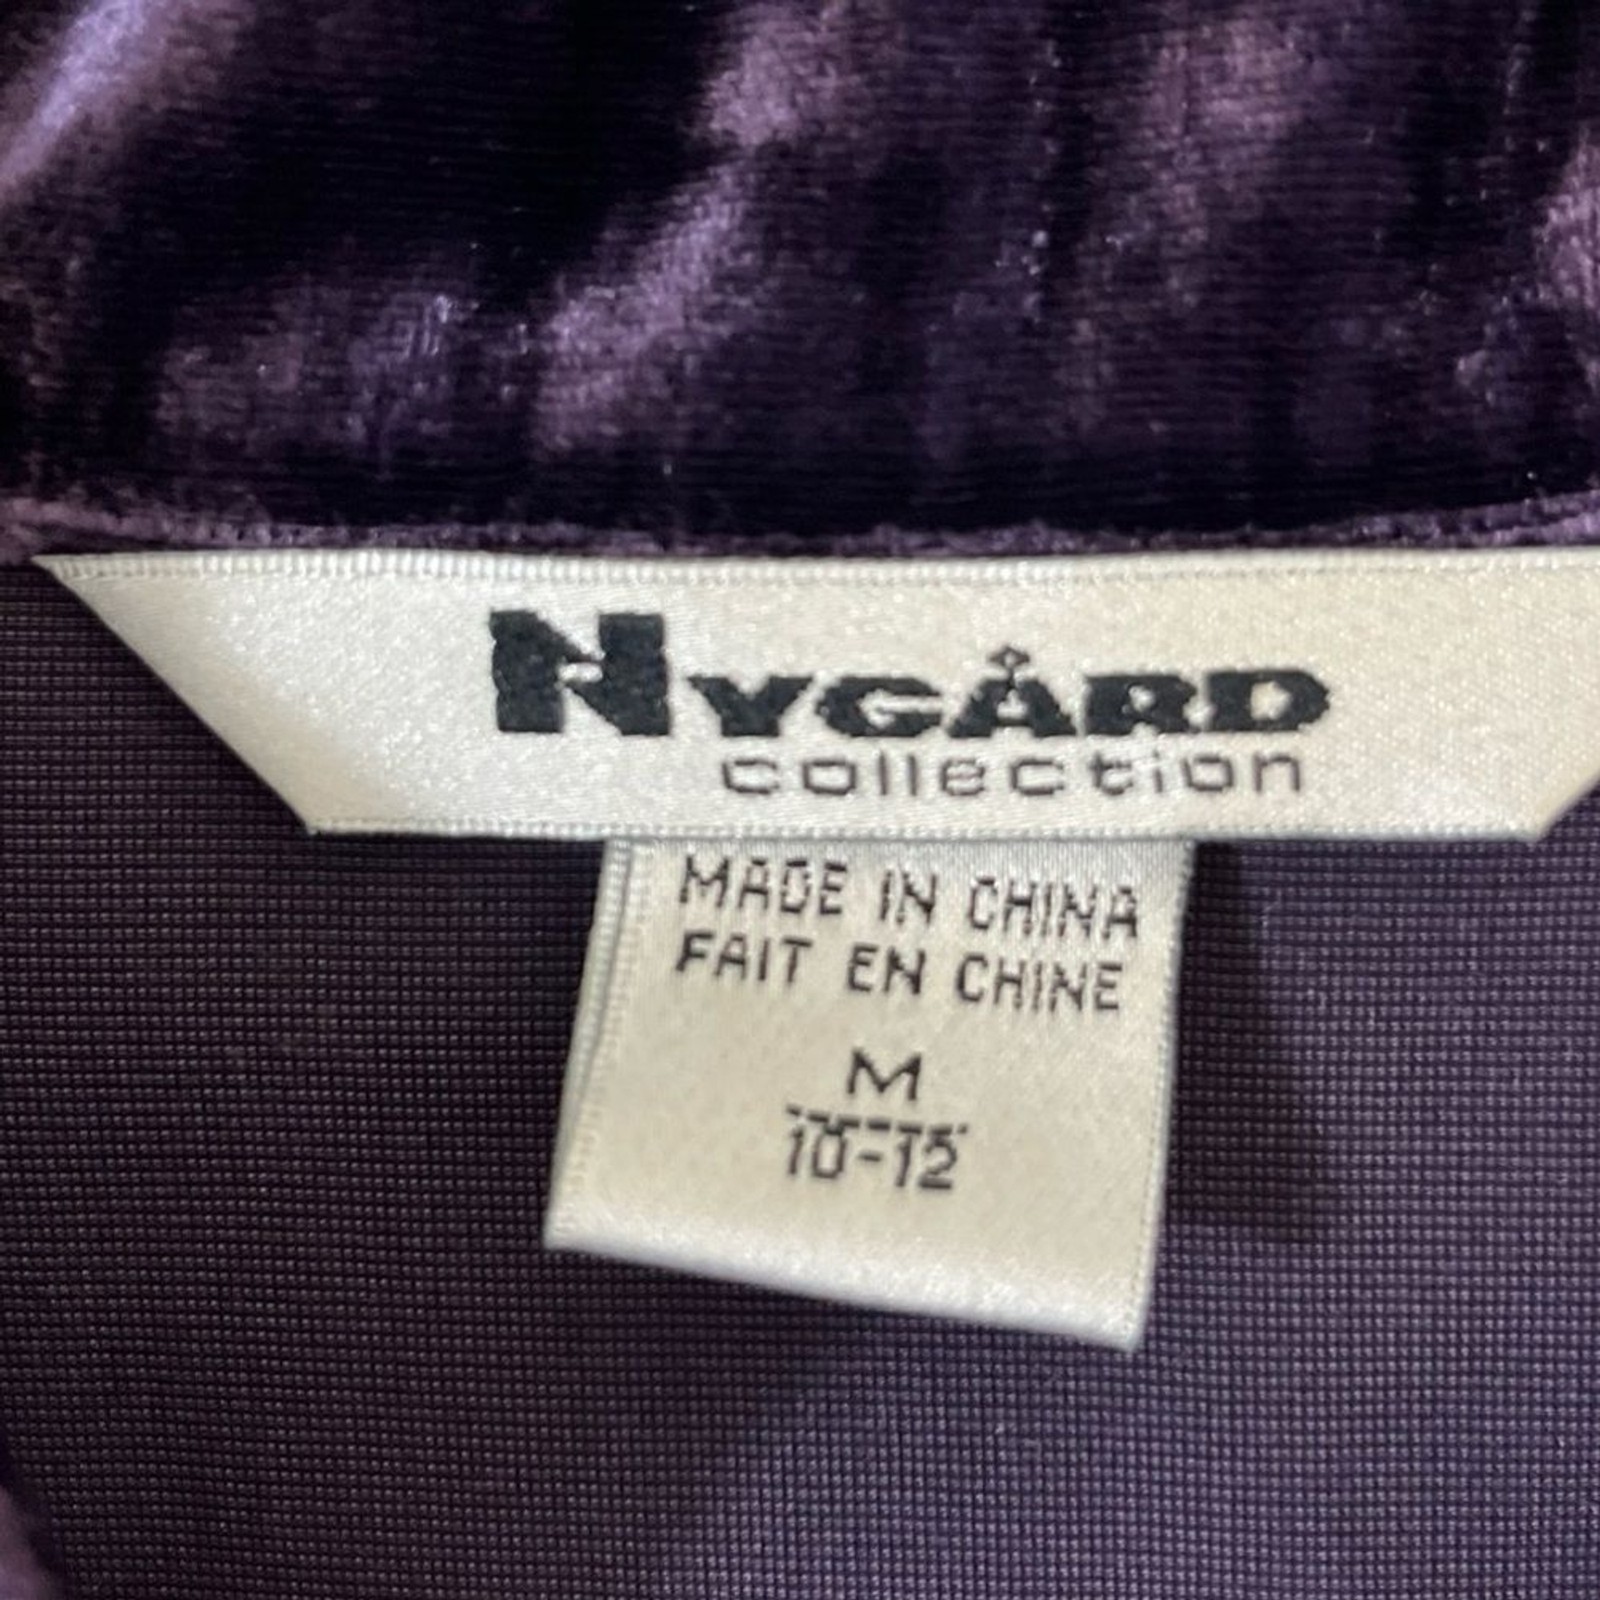 NYGÅRD
collection
MADE IN CHINA
FAIT EN CHINE
M
10-12